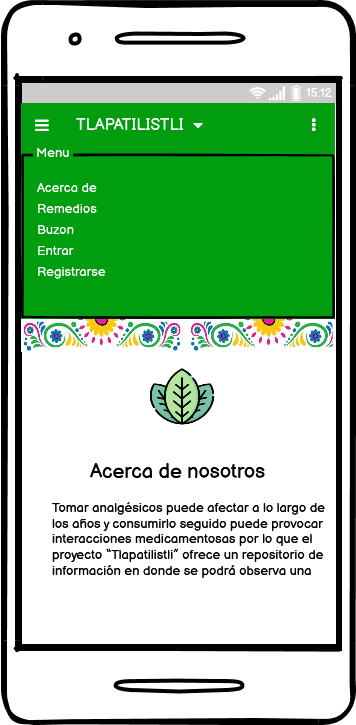 15:12
TLAPATILISTLI
Menu
Acerca de
Remedios
Buzon
Entrar
Registrarse
Acerca de nosotros
Tomar analgésicos puede afectar a lo largo de
los años y consumirlo seguido puede provocar
interacciones medicamentosas por lo que el
proyecto “Tlapatilistli” ofrece un repositorio de
información en donde se podrá observa una